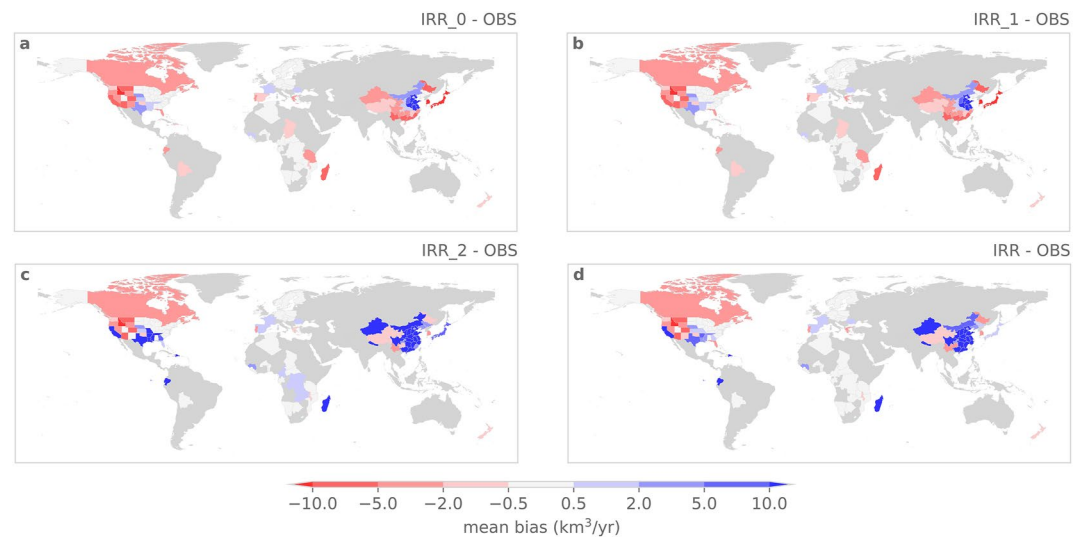 IRR_0 - OBS
IRR_1 - OBS
a
b
IRR_2 - OBS
IRR - OBS
c
d
−10.0 −5.0 −2.0 −0.5 0.5 2.0 5.0 10.0
mean bias (km³/yr)